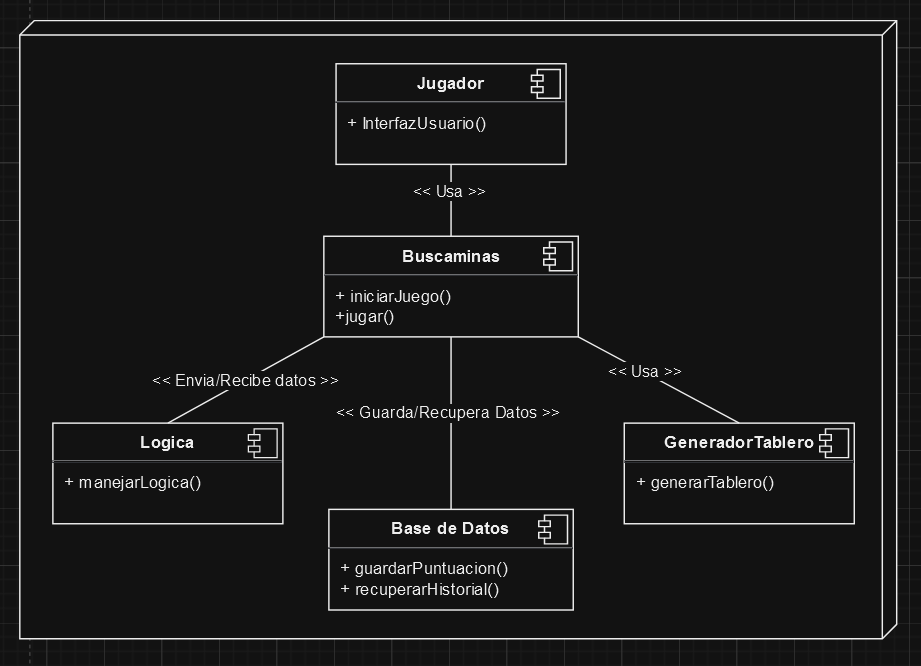 Jugador
+ InterfazUsuario()
<< Usa >>
Buscaminas
+ iniciarJuego()
+jugar()
<< Envia/Recibe datos >>
<< Guarda/Recupera Datos >>
<< Usa >>
Logica
+ manejarLogica()
Base de Datos
+ guardarPuntuacion()
+ recuperarHistorial()
GeneradorTablero
+ generarTablero()